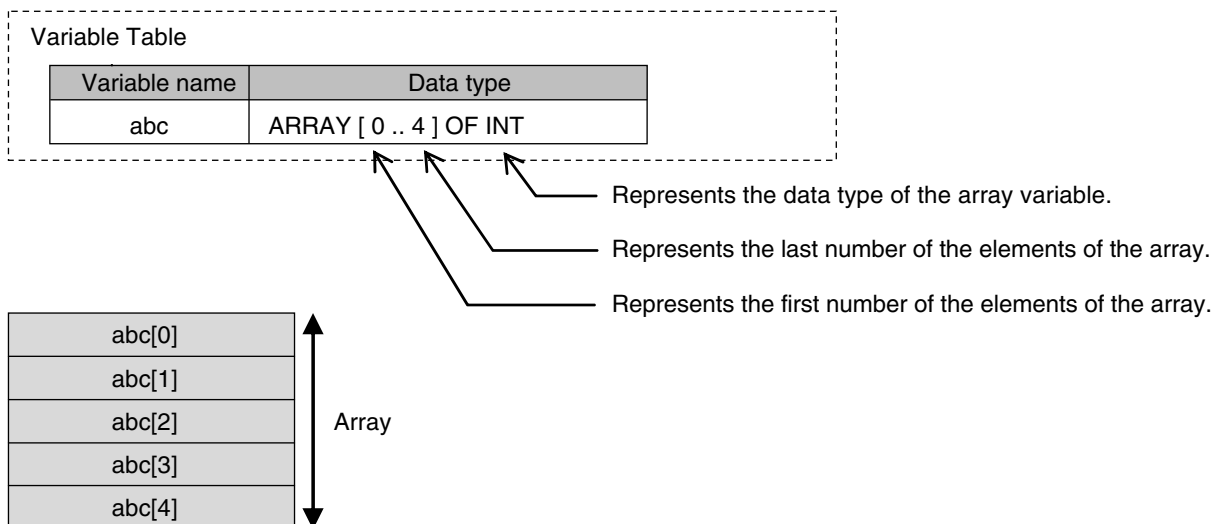 Variable Table
Variable name Data type
abc ARRAY [ 0 .. 4 ] OF INT
Represents the data type of the array variable.
Represents the last number of the elements of the array.
Represents the first number of the elements of the array.
abc[0]
abc[1]
abc[2]
Array
abc[3]
abc[4]